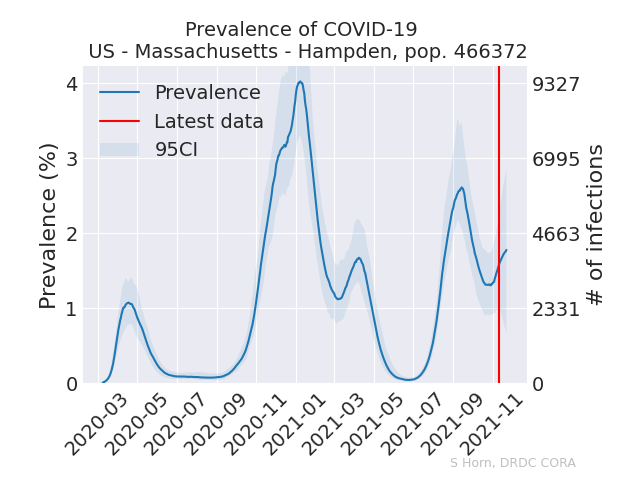 Prevalence of COVID-19
US - Massachusetts - Hampden, pop. 466372
Prevalence
Latest data
95CI
Prevalence (%)
4
3
2
1
0
9327
6995
4663
2331
0
# of infections
2020-03
2020-05
2020-07
2020-09
2020-11
2021-01
2021-03
2021-05
2021-07
2021-09
2021-11
S Horn, DRDC CORA